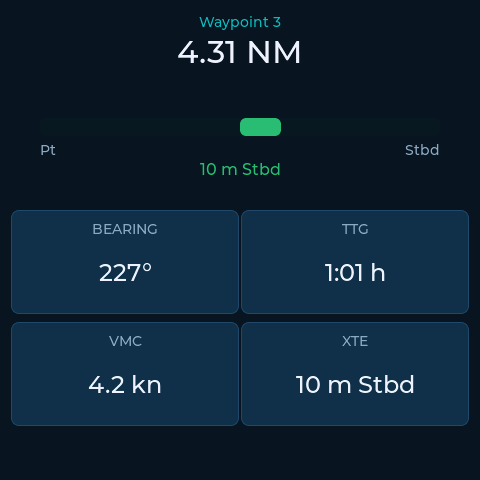 Waypoint 3
4.31 NM
Pt
Stbd
10 m Stbd
BEARING
TTG
227°
1:01 h
VMC
XTE
4.2 kn
10 m Stbd